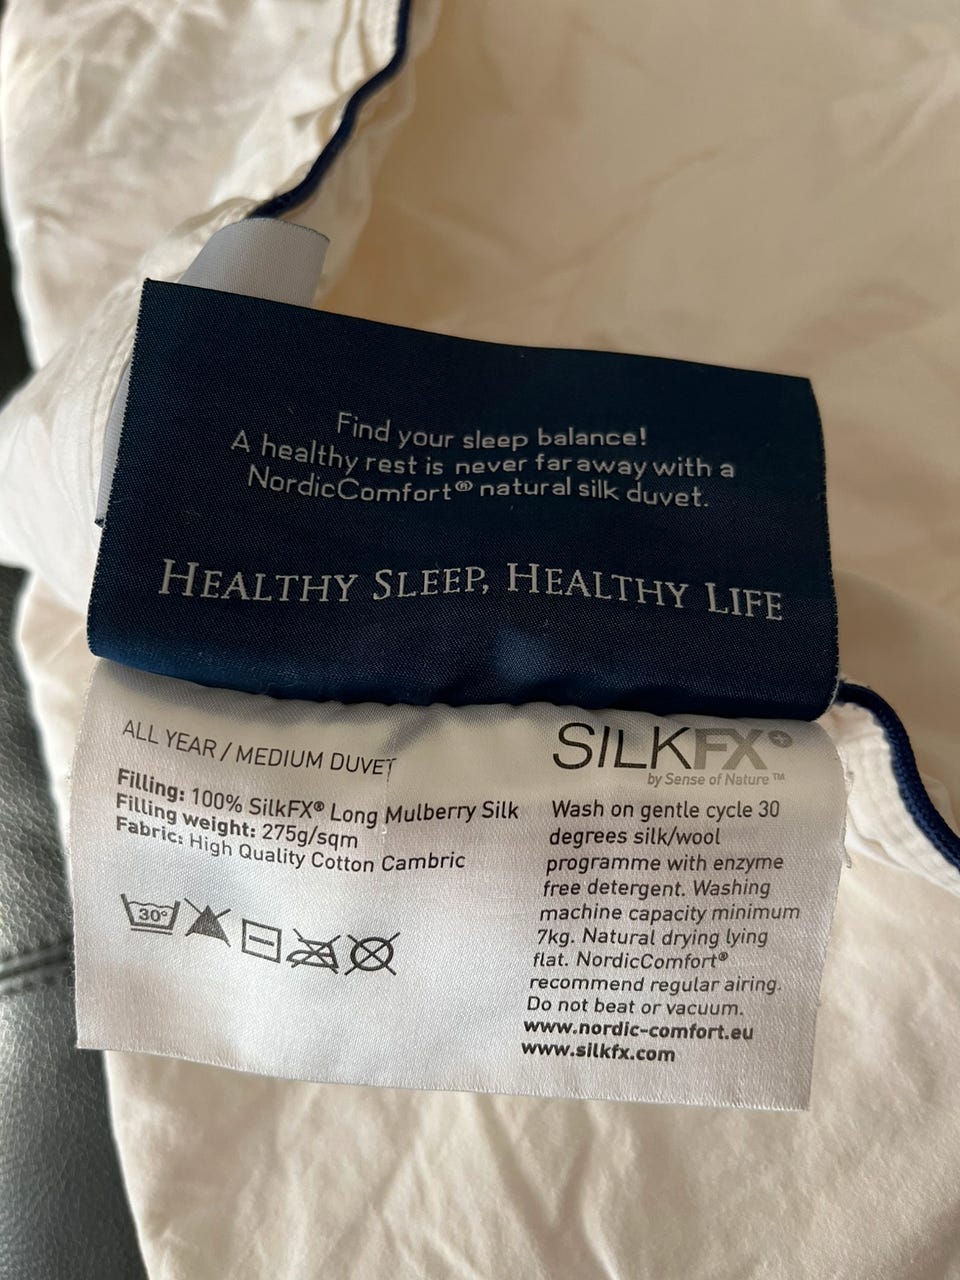 Find your sleep balance!
A healthy rest is never far away with a
NordicComfort® natural silk duvet.
HEALTHY SLEEP, HEALTHY LIFE
ALL YEAR / MEDIUM DUVET
Filling: 100% SilkFX® Long Mulberry Silk
Filling weight: 275g/sqm
Fabric: High Quality Cotton Cambric
30°
SILKFX
by Sense of Nature™
Wash on gentle cycle 30
degrees silk/wool
programme with enzyme
free detergent. Washing
machine capacity minimum
7kg. Natural drying lying
flat. NordicComfort®
recommend regular airing.
Do not beat or vacuum.
www.nordic-comfort.eu
www.silkfx.com